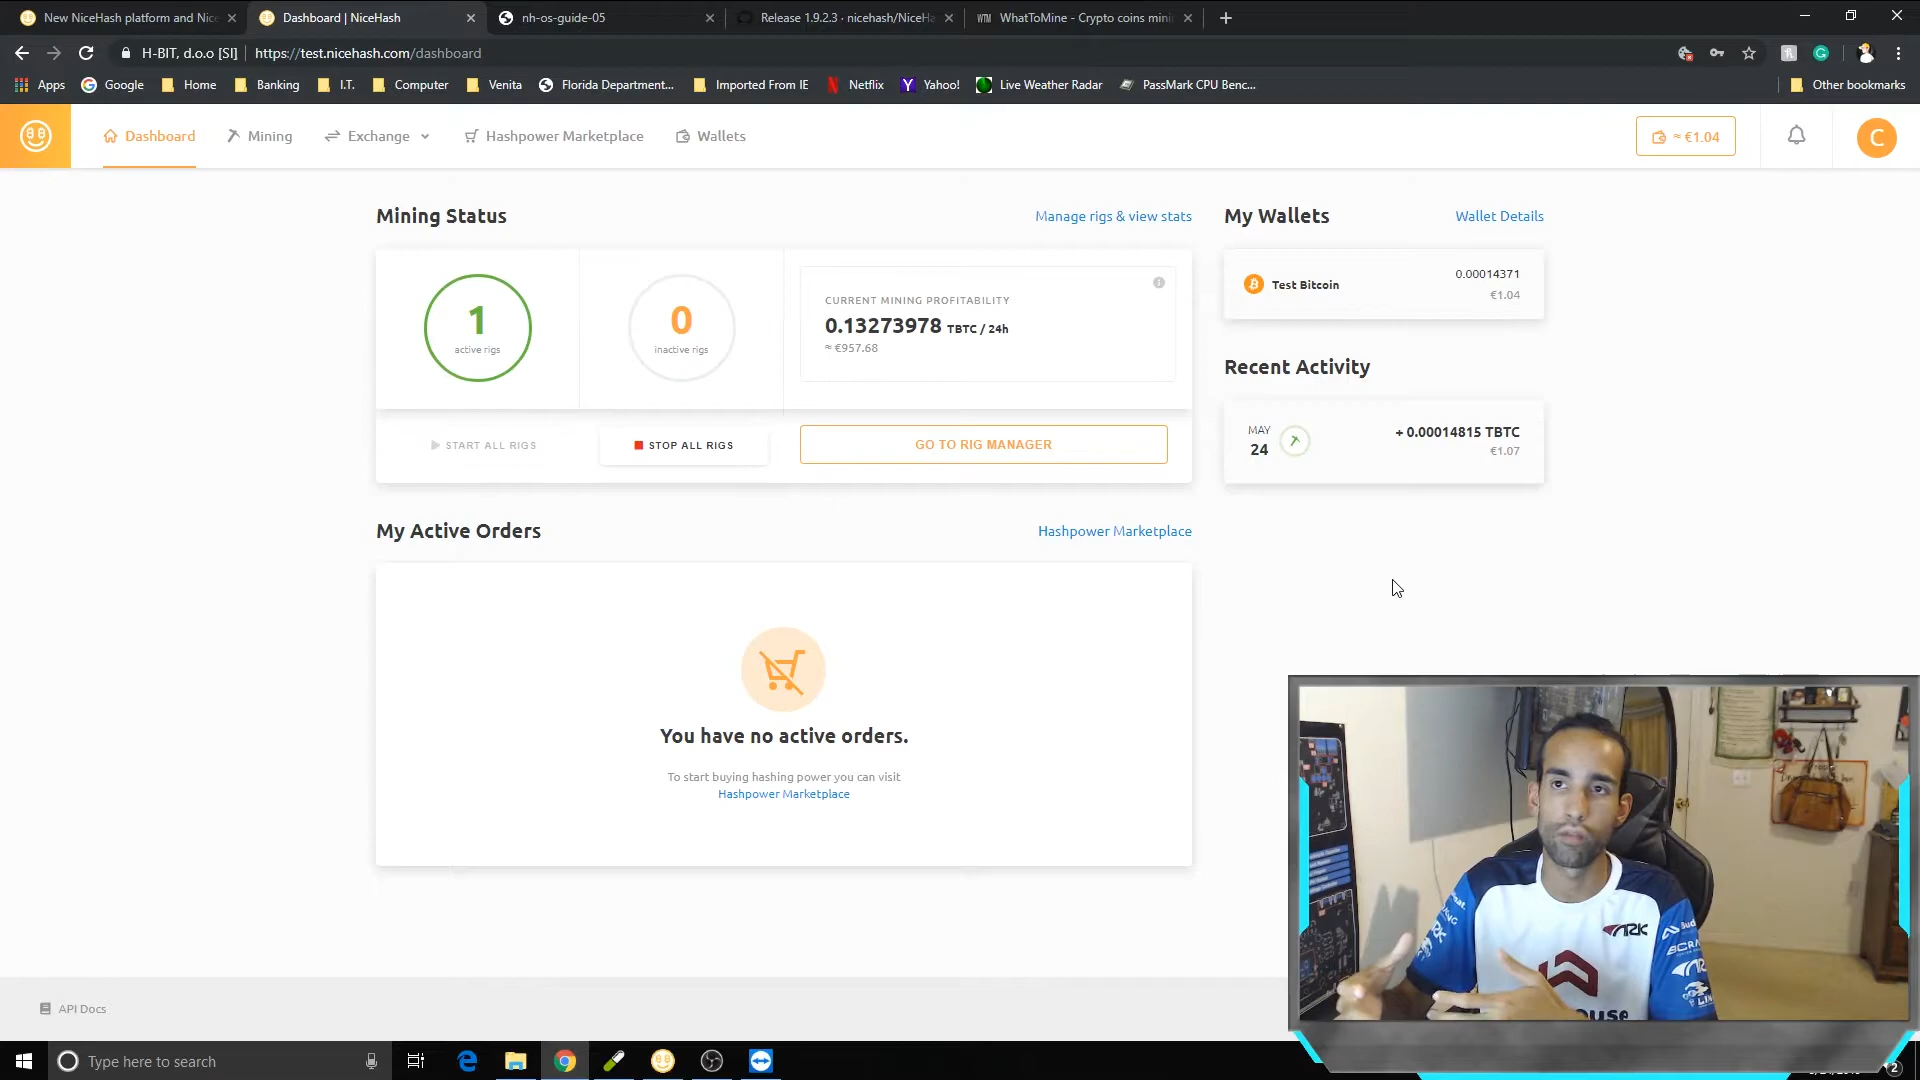 New NiceHash platform and Nice
Dashboard | NiceHash
nh-os-guide-05
Release 1.9.2.3 · nicehash/NiceHa
WTM WhatToMine - Crypto coins mini
H-BIT, d.o.o [SI] https://test.nicehash.com/dashboard
Apps Google Home Banking I.T. Computer Venita Florida Department... Imported From IE Netflix Yahoo! Live Weather Radar PassMark CPU Benc... Other bookmarks
Dashboard Mining Exchange Hashpower Marketplace Wallets ≈ €1.04 C
Mining Status Manage rigs & view stats
1
active rigs
0
inactive rigs
CURRENT MINING PROFITABILITY
0.13273978 TBTC / 24h
≈ €957.68
START ALL RIGS STOP ALL RIGS GO TO RIG MANAGER
My Wallets Wallet Details
Test Bitcoin 0.00014371
€1.04
Recent Activity
MAY
24
+ 0.00014815 TBTC
€1.07
My Active Orders Hashpower Marketplace
You have no active orders.
To start buying hashing power you can visit
Hashpower Marketplace
API Docs
ARK
Type here to search
2